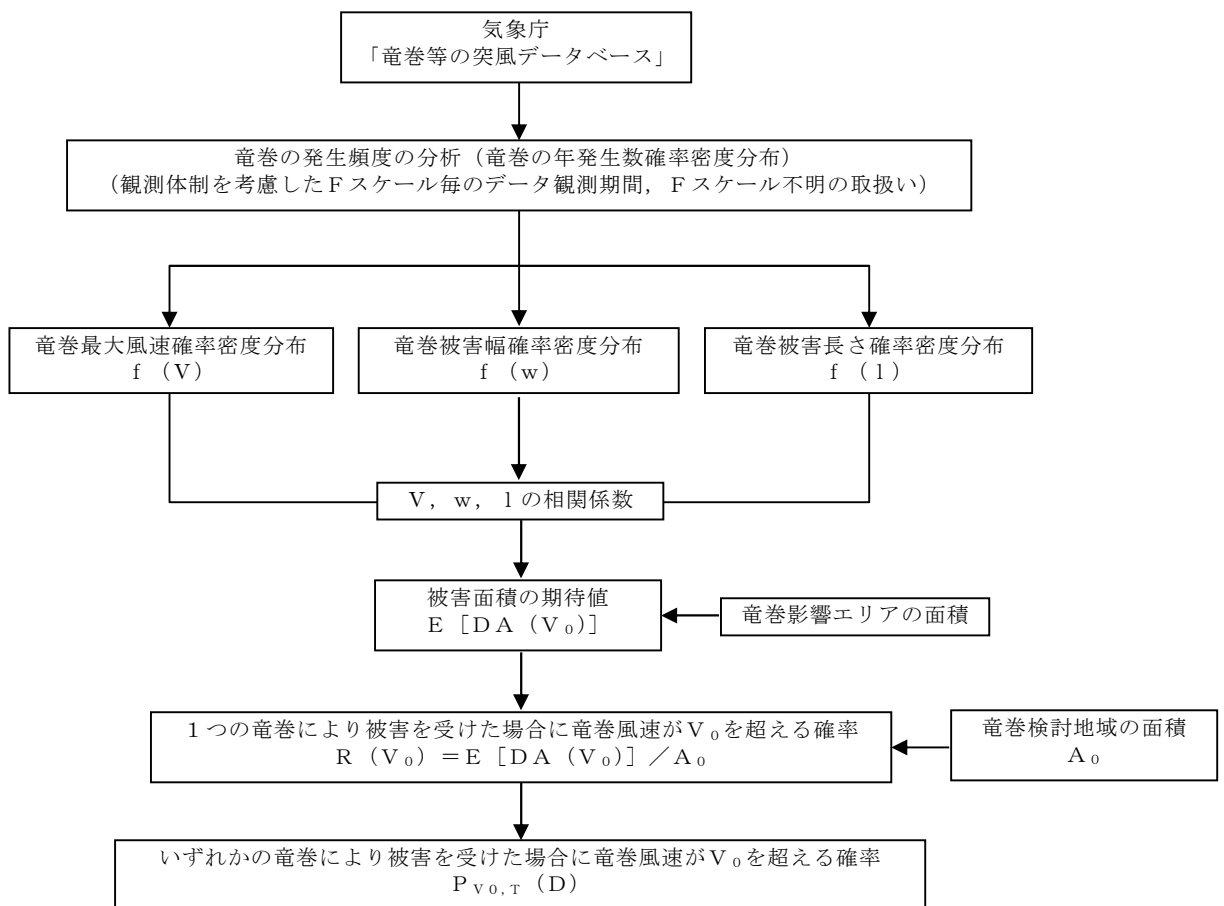 気象庁
「竜巻等の突風データベース」
竜巻の発生頻度の分析（竜巻の年発生数確率密度分布）
（観測体制を考慮したＦスケール毎のデータ観測期間，Ｆスケール不明の取扱い）
竜巻最大風速確率密度分布
ｆ（Ｖ）
竜巻被害幅確率密度分布
ｆ（ｗ）
竜巻被害長さ確率密度分布
ｆ（ｌ）
Ｖ，ｗ，ｌの相関係数
被害面積の期待値
Ｅ［ＤＡ（Ｖ₀）］
竜巻影響エリアの面積
１つの竜巻により被害を受けた場合に竜巻風速がＶ₀を超える確率
Ｒ（Ｖ₀）＝Ｅ［ＤＡ（Ｖ₀）］／Ａ₀
竜巻検討地域の面積
Ａ₀
いずれかの竜巻により被害を受けた場合に竜巻風速がＶ₀を超える確率
Ｐ_{Ｖ０，Ｔ}（Ｄ）